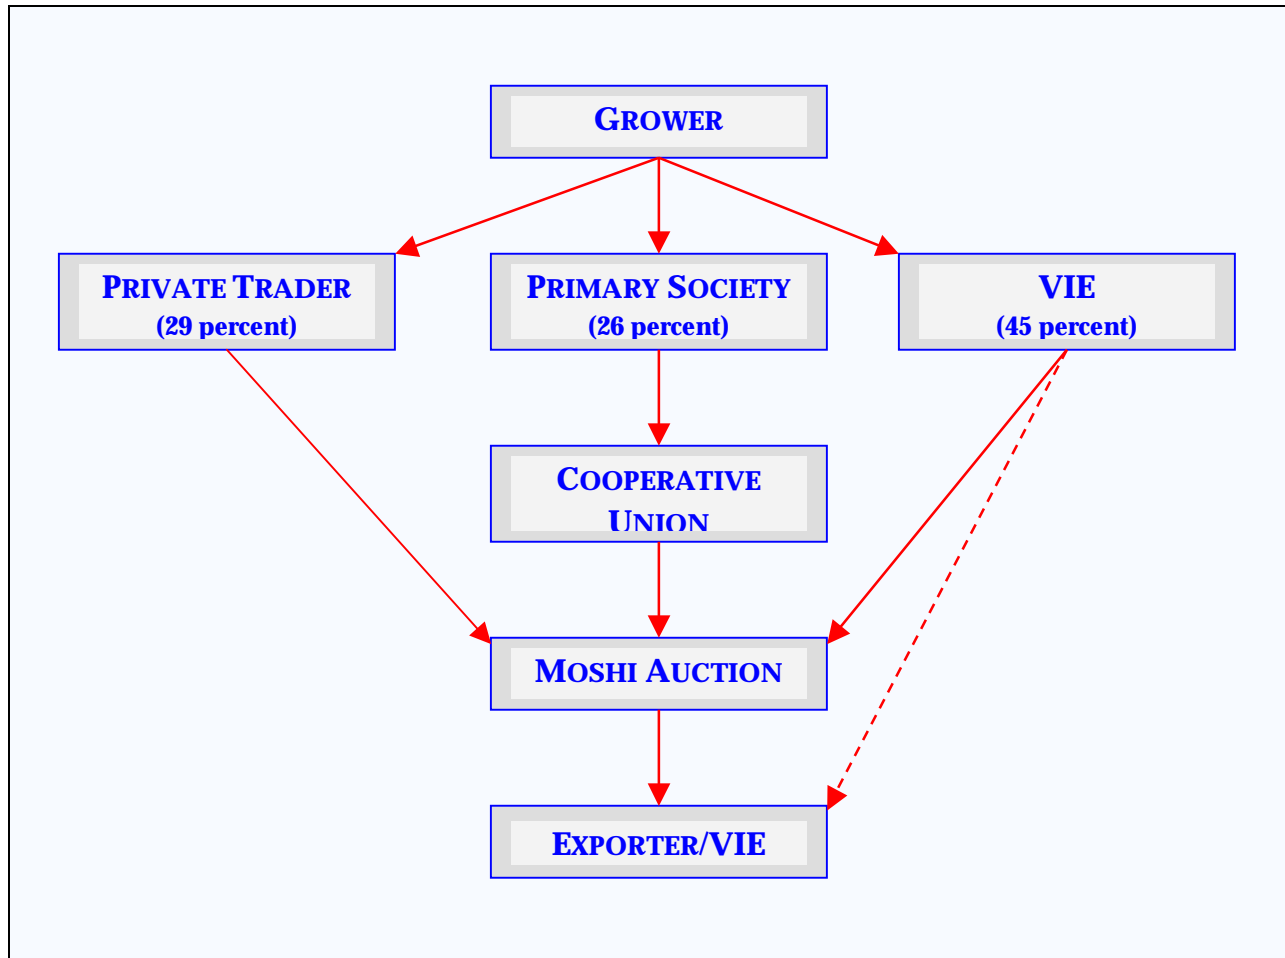 GROWER
PRIVATE TRADER
(29 percent)
PRIMARY SOCIETY
(26 percent)
VIE
(45 percent)
COOPERATIVE
UNION
MOSHI AUCTION
EXPORTER/VIE